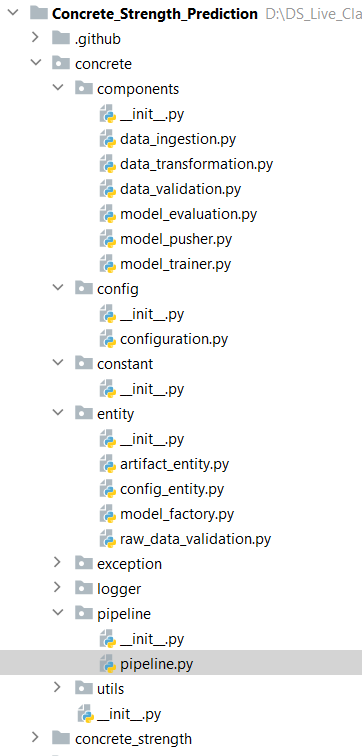 Concrete_Strength_Prediction D:\DS_Live_Cla
.github
concrete
components
__init__.py
data_ingestion.py
data_transformation.py
data_validation.py
model_evaluation.py
model_pusher.py
model_trainer.py
config
__init__.py
configuration.py
constant
__init__.py
entity
__init__.py
artifact_entity.py
config_entity.py
model_factory.py
raw_data_validation.py
exception
logger
pipeline
__init__.py
pipeline.py
utils
__init__.py
concrete_strength